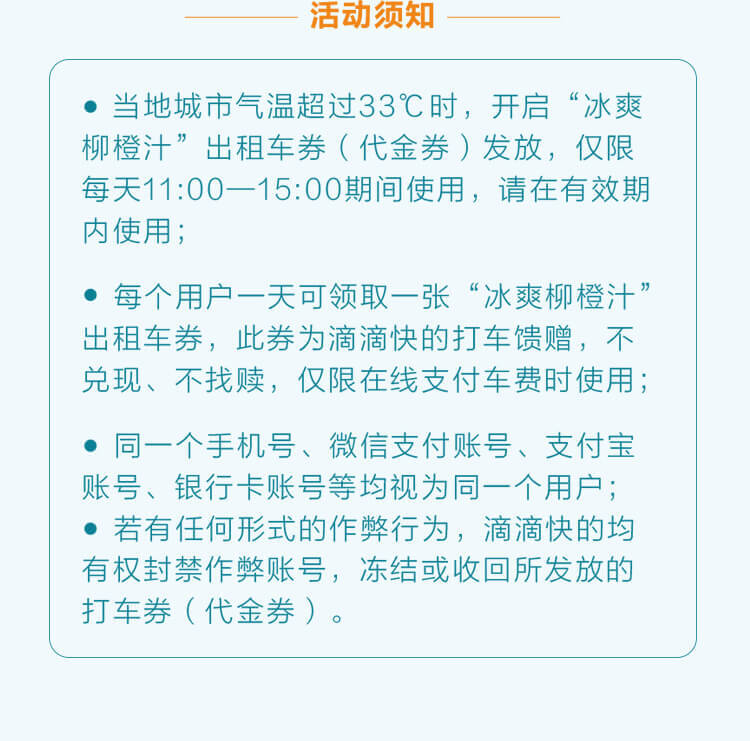 活动须知
● 当地城市气温超过33℃时，开启“冰爽
柳橙汁”出租车券（代金券）发放，仅限
每天11:00—15:00期间使用，请在有效期
内使用；
● 每个用户一天可领取一张“冰爽柳橙汁”
出租车券，此券为滴滴快的打车馈赠，不
兑现、不找赎，仅限在线支付车费时使用；
● 同一个手机号、微信支付账号、支付宝
账号、银行卡账号等均视为同一个用户；
● 若有任何形式的作弊行为，滴滴快的均
有权封禁作弊账号，冻结或收回所发放的
打车券（代金券）。